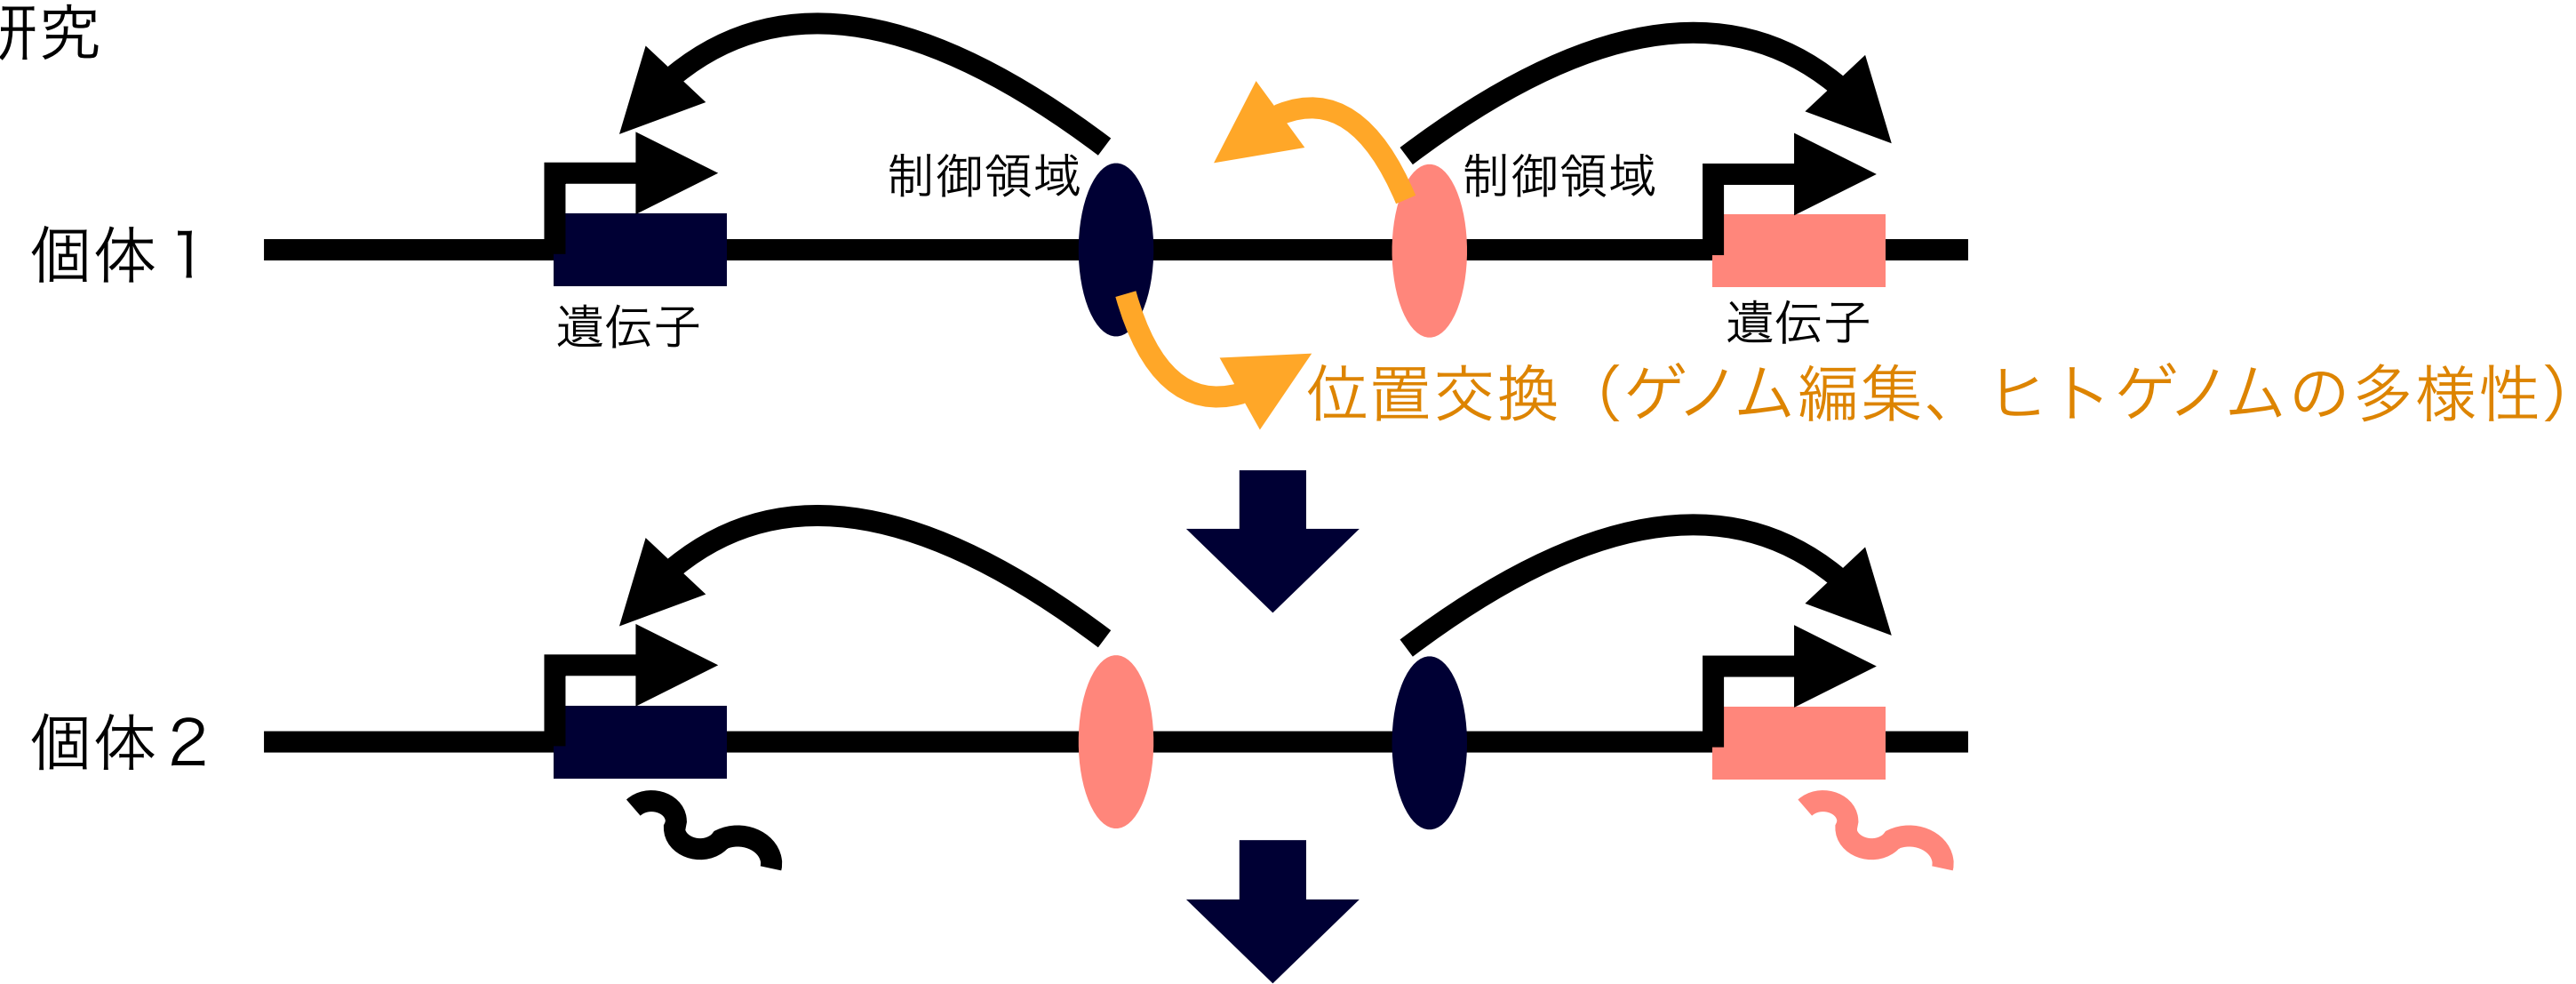 研究
制御領域 制御領域
個体1
遺伝子 遺伝子
位置交換（ゲノム編集、ヒトゲノムの多様性）
個体2